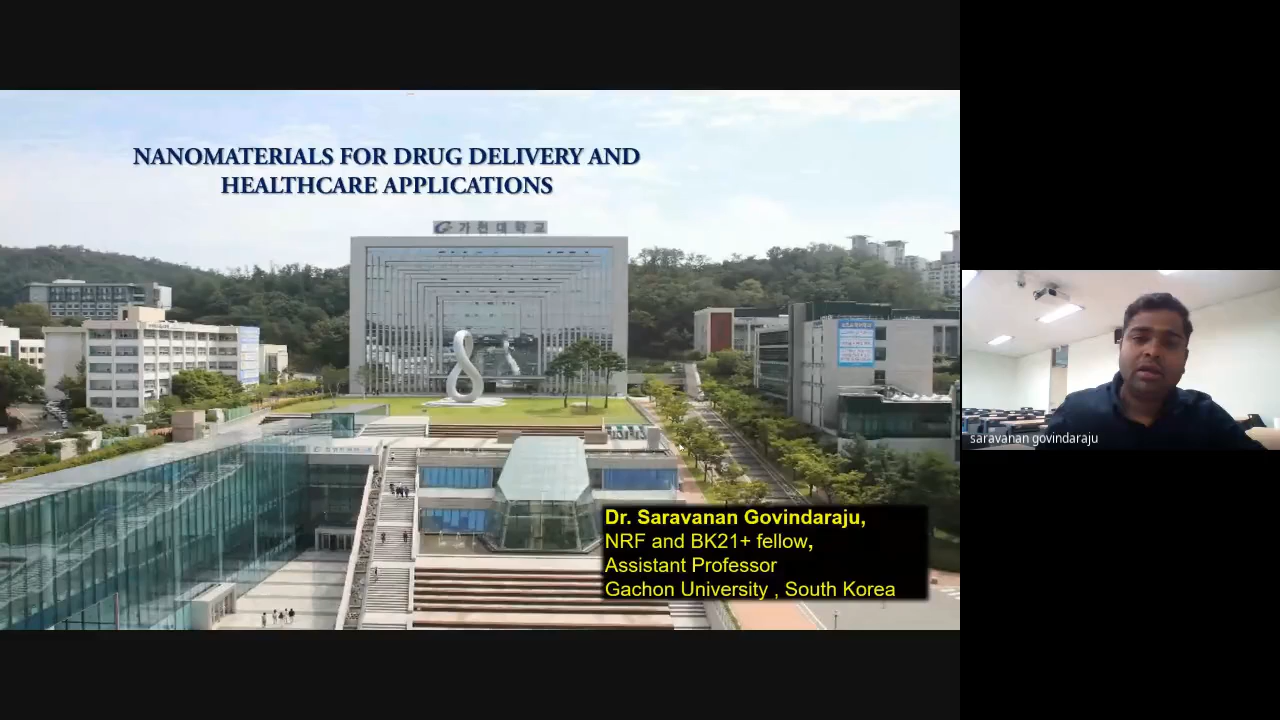 NANOMATERIALS FOR DRUG DELIVERY AND
HEALTHCARE APPLICATIONS
가천대학교
Dr. Saravanan Govindaraju,
NRF and BK21+ fellow,
Assistant Professor
Gachon University , South Korea
saravanan govindaraju